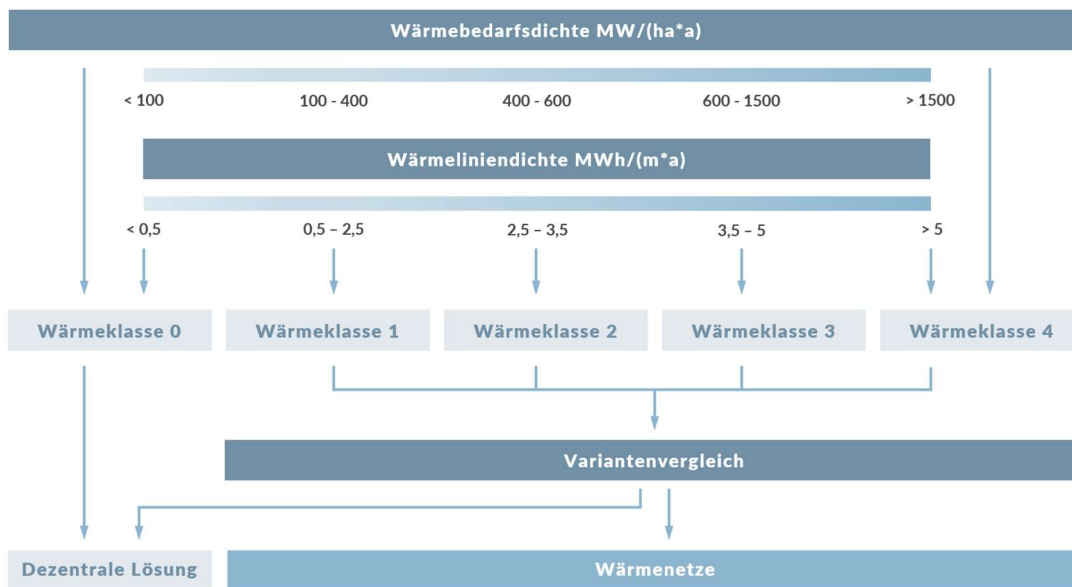 Wärmebedarfsdichte MW/(ha*a)
< 100 100 - 400 400 - 600 600 - 1500 > 1500
Wärmeliniendichte MWh/(m*a)
< 0,5 0,5 – 2,5 2,5 – 3,5 3,5 – 5 > 5
Wärmeklasse 0 Wärmeklasse 1 Wärmeklasse 2 Wärmeklasse 3 Wärmeklasse 4
Variantenvergleich
Dezentrale Lösung Wärmenetze